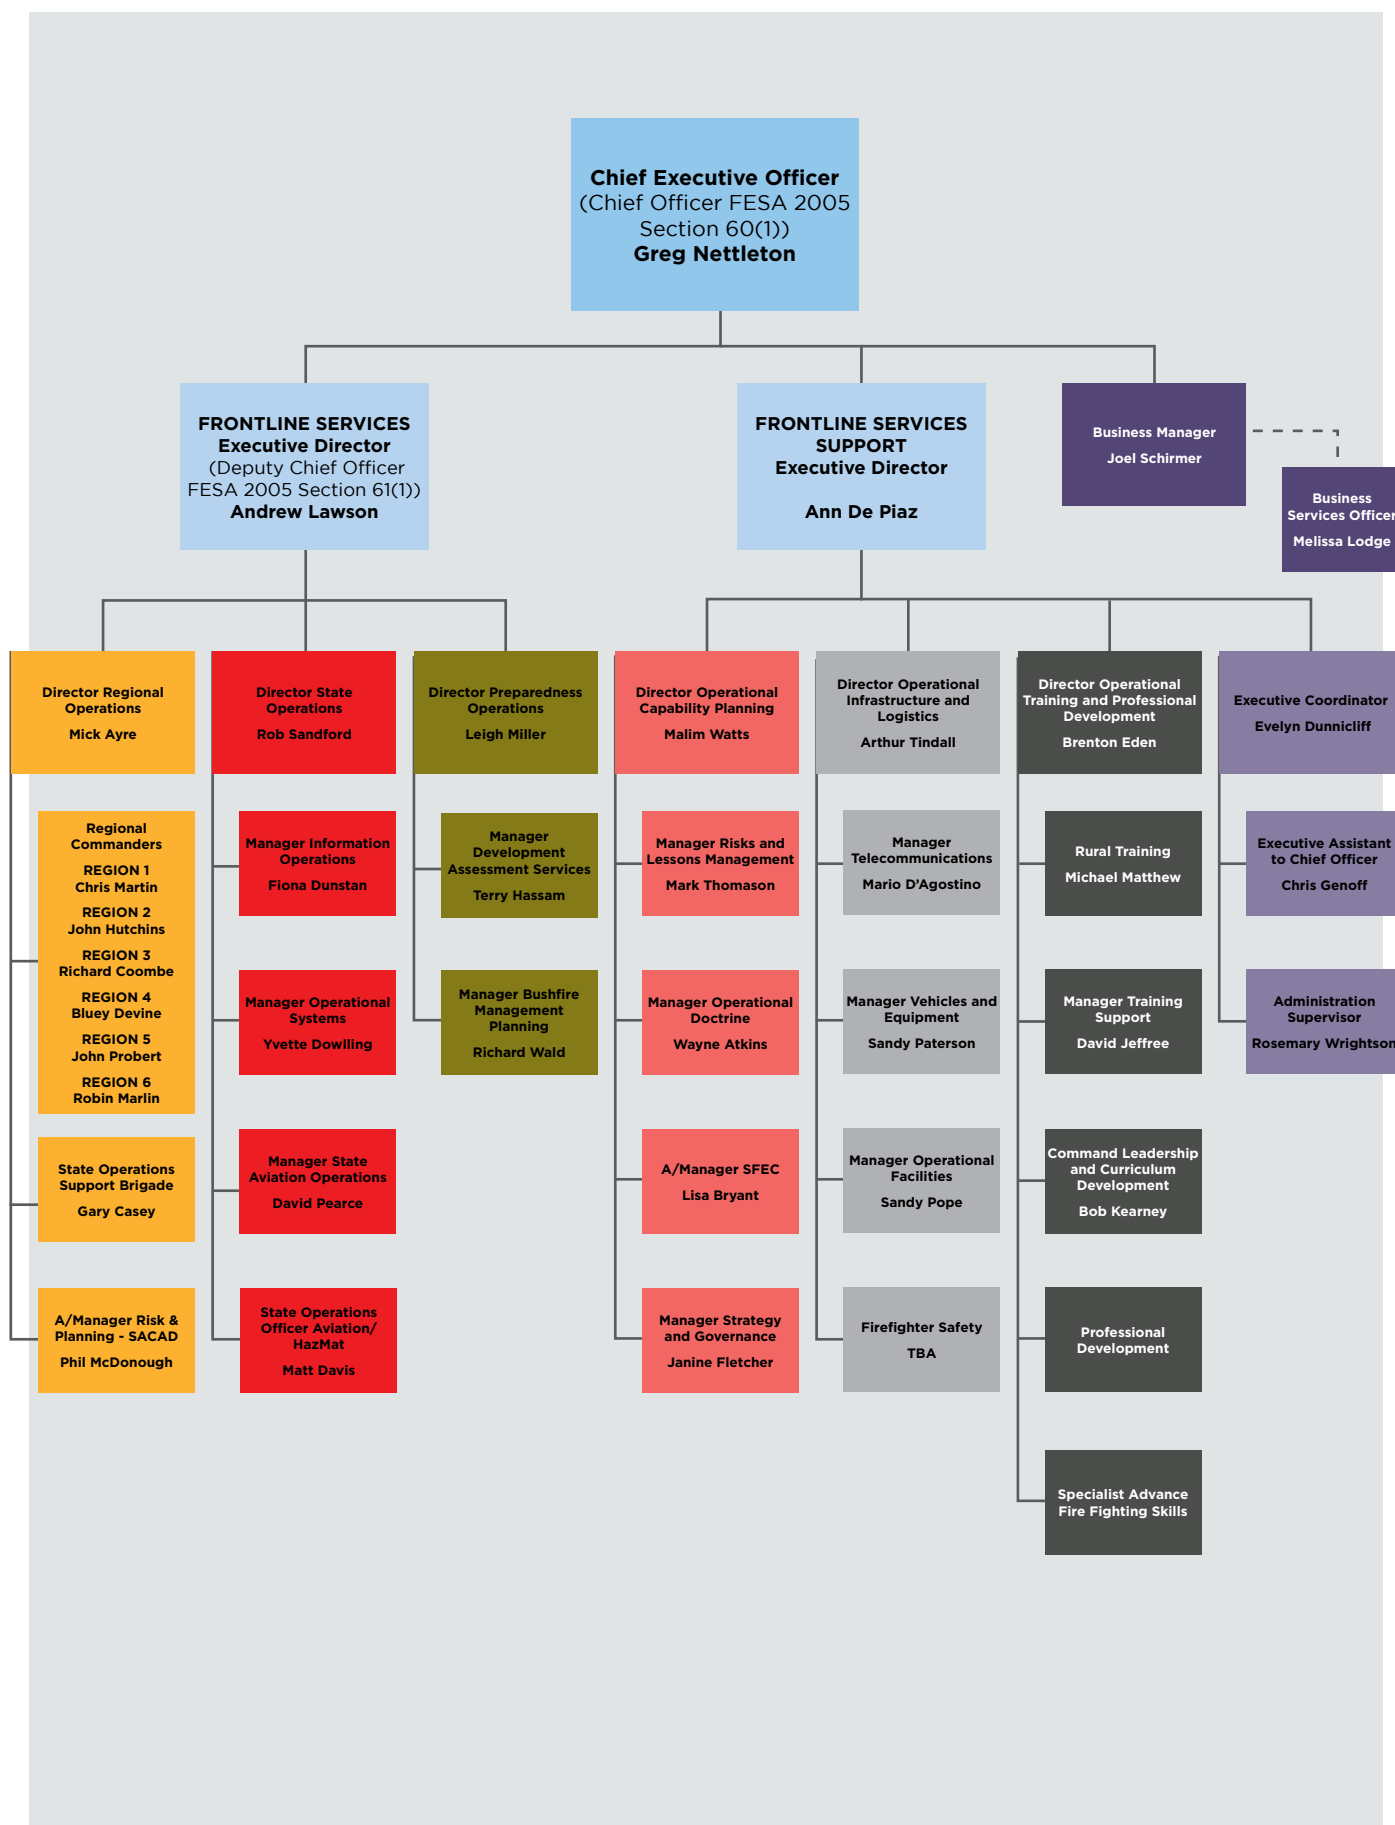 Chief Executive Officer
(Chief Officer FESA 2005
Section 60(1))
Greg Nettleton
FRONTLINE SERVICES
Executive Director
(Deputy Chief Officer
FESA 2005 Section 61(1))
Andrew Lawson
FRONTLINE SERVICES
SUPPORT
Executive Director
Ann De Piaz
Business Manager
Joel Schirmer
Business
Services Officer
Melissa Lodge
Director Regional
Operations
Mick Ayre
Regional
Commanders
REGION 1
Chris Martin
REGION 2
John Hutchins
REGION 3
Richard Coombe
REGION 4
Bluey Devine
REGION 5
John Probert
REGION 6
Robin Marlin
State Operations
Support Brigade
Gary Casey
A/Manager Risk &
Planning - SACAD
Phil McDonough
Director State
Operations
Rob Sandford
Manager Information
Operations
Fiona Dunstan
Manager Operational
Systems
Yvette Dowlling
Manager State
Aviation Operations
David Pearce
State Operations
Officer Aviation/
HazMat
Matt Davis
Director Preparedness
Operations
Leigh Miller
Manager
Development
Assessment Services
Terry Hassam
Manager Bushfire
Management
Planning
Richard Wald
Director Operational
Capability Planning
Malim Watts
Manager Risks and
Lessons Management
Mark Thomason
Manager Operational
Doctrine
Wayne Atkins
A/Manager SFEC
Lisa Bryant
Manager Strategy
and Governance
Janine Fletcher
Director Operational
Infrastructure and
Logistics
Arthur Tindall
Manager
Telecommunications
Mario D’Agostino
Manager Vehicles and
Equipment
Sandy Paterson
Manager Operational
Facilities
Sandy Pope
Firefighter Safety
TBA
Director Operational
Training and Professional
Development
Brenton Eden
Rural Training
Michael Matthew
Manager Training
Support
David Jeffree
Command Leadership
and Curriculum
Development
Bob Kearney
Professional
Development
Specialist Advance
Fire Fighting Skills
Executive Coordinator
Evelyn Dunnicliff
Executive Assistant
to Chief Officer
Chris Genoff
Administration
Supervisor
Rosemary Wrightson